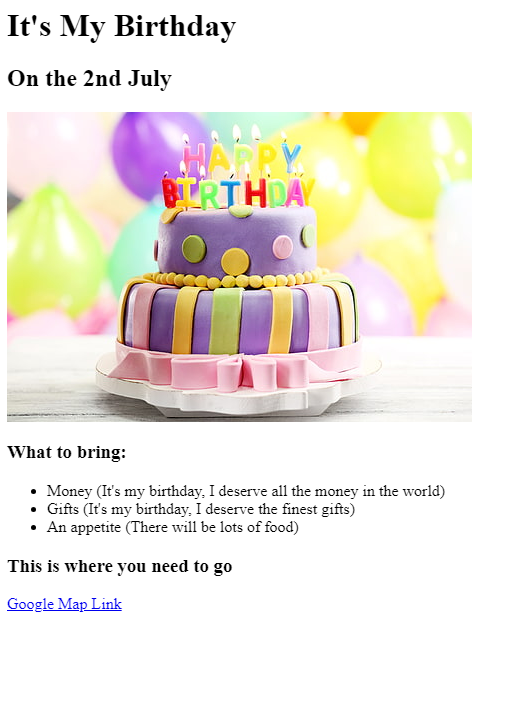 It's My Birthday
On the 2nd July
HAPPY
BIRTHDAY
What to bring:
Money (It's my birthday, I deserve all the money in the world)
Gifts (It's my birthday, I deserve the finest gifts)
An appetite (There will be lots of food)
This is where you need to go
Google Map Link